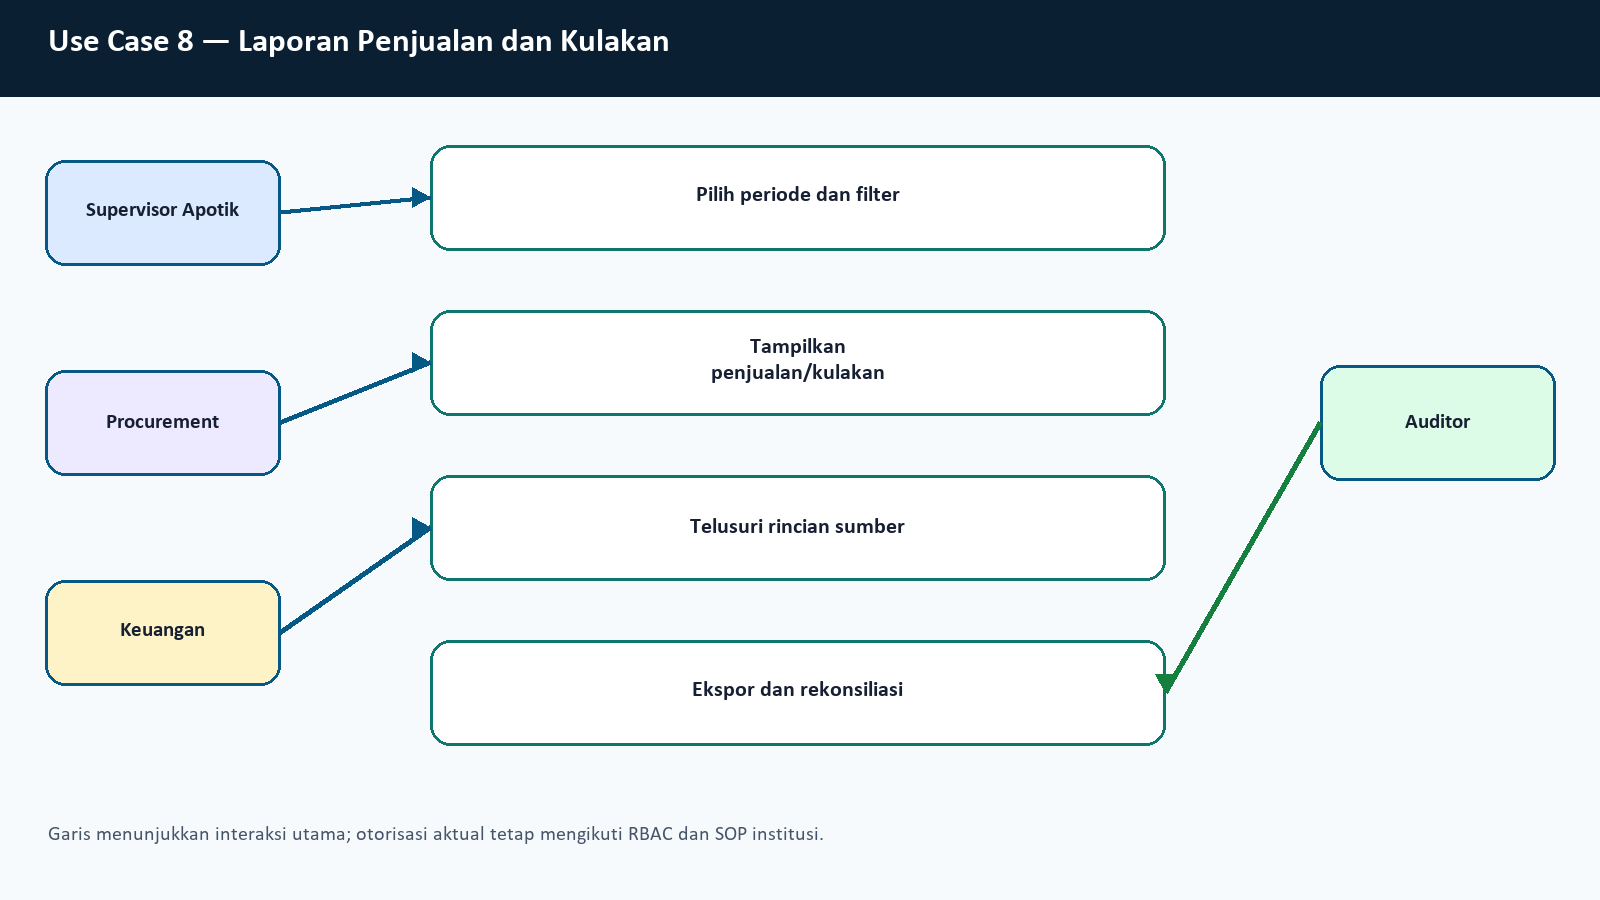 Use Case 8 — Laporan Penjualan dan Kulakan
Supervisor Apotik
Pilih periode dan filter
Procurement
Tampilkan
penjualan/kulakan
Auditor
Keuangan
Telusuri rincian sumber
Ekspor dan rekonsiliasi
Garis menunjukkan interaksi utama; otorisasi aktual tetap mengikuti RBAC dan SOP institusi.